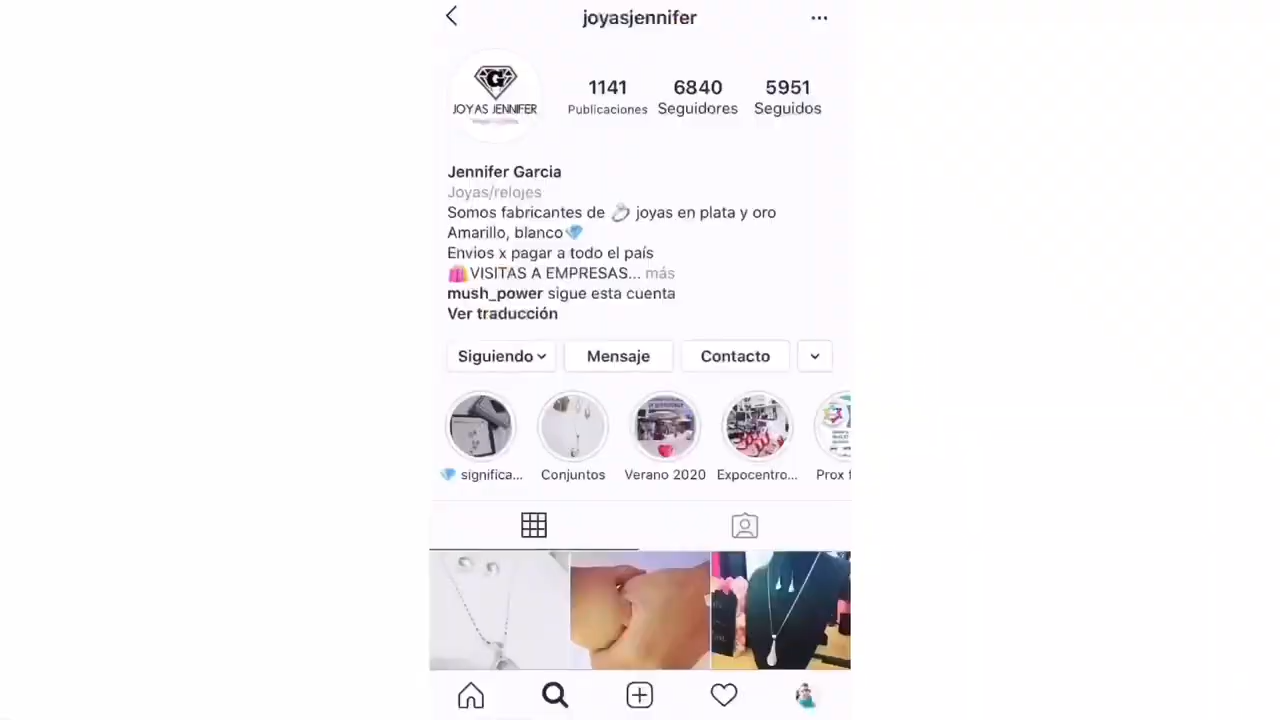 joyasjennifer
G
JOYAS JENNIFER
1141 6840 5951
Publicaciones Seguidores Seguidos
Jennifer Garcia
Joyas/relojes
Somos fabricantes de 💍 joyas en plata y oro
Amarillo, blanco💎
Envios x pagar a todo el país
🛍️VISITAS A EMPRESAS... más
mush_power sigue esta cuenta
Ver traducción
Siguiendo Mensaje Contacto
💎 significa... Conjuntos Verano 2020 Expocentro... Prox f